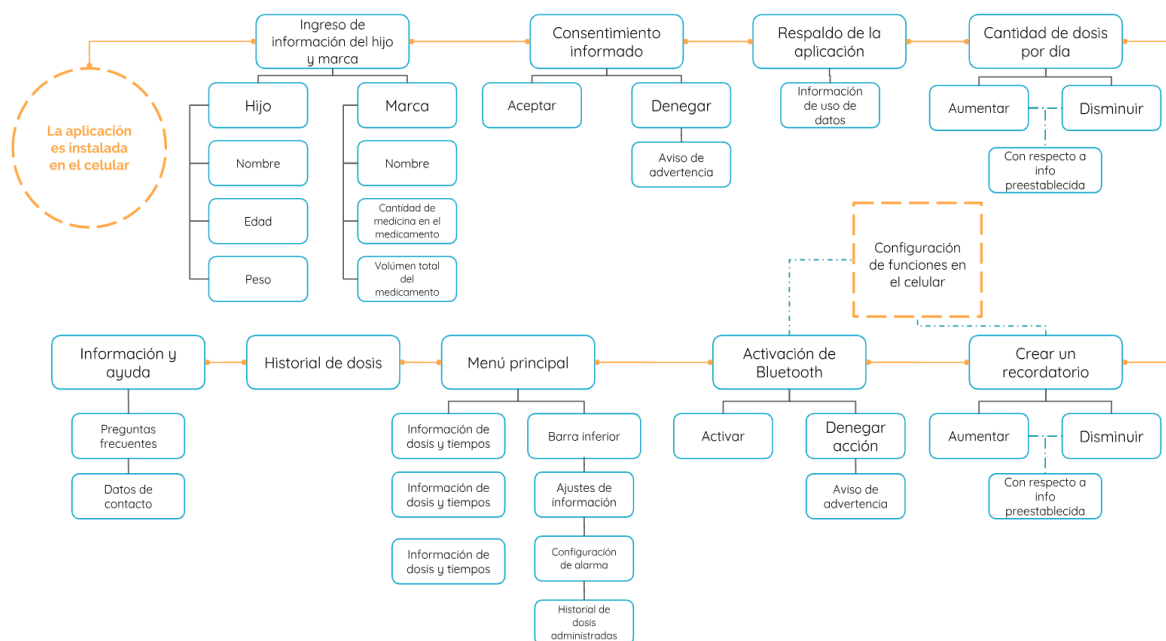 Ingreso de
información del hijo
y marca
Consentimiento
informado
Respaldo de la
aplicación
Cantidad de dosis
por día
La aplicación
es instalada
en el celular
Hijo
Marca
Aceptar
Denegar
Información
de uso de
datos
Aumentar
Disminuir
Nombre
Nombre
Aviso de
advertencia
Con respecto a
info
preestablecida
Edad
Cantidad de
medicina en el
medicamento
Peso
Volúmen total
del
medicamento
Configuración
de funciones en
el celular
Información y
ayuda
Historial de dosis
Menú principal
Activación de
Bluetooth
Crear un
recordatorio
Preguntas
frecuentes
Información de
dosis y tiempos
Barra inferior
Activar
Denegar
acción
Aumentar
Disminuir
Datos de
contacto
Información de
dosis y tiempos
Ajustes de
información
Aviso de
advertencia
Con respecto a
info
preestablecida
Información de
dosis y tiempos
Configuración
de alarma
Historial de
dosis
administradas